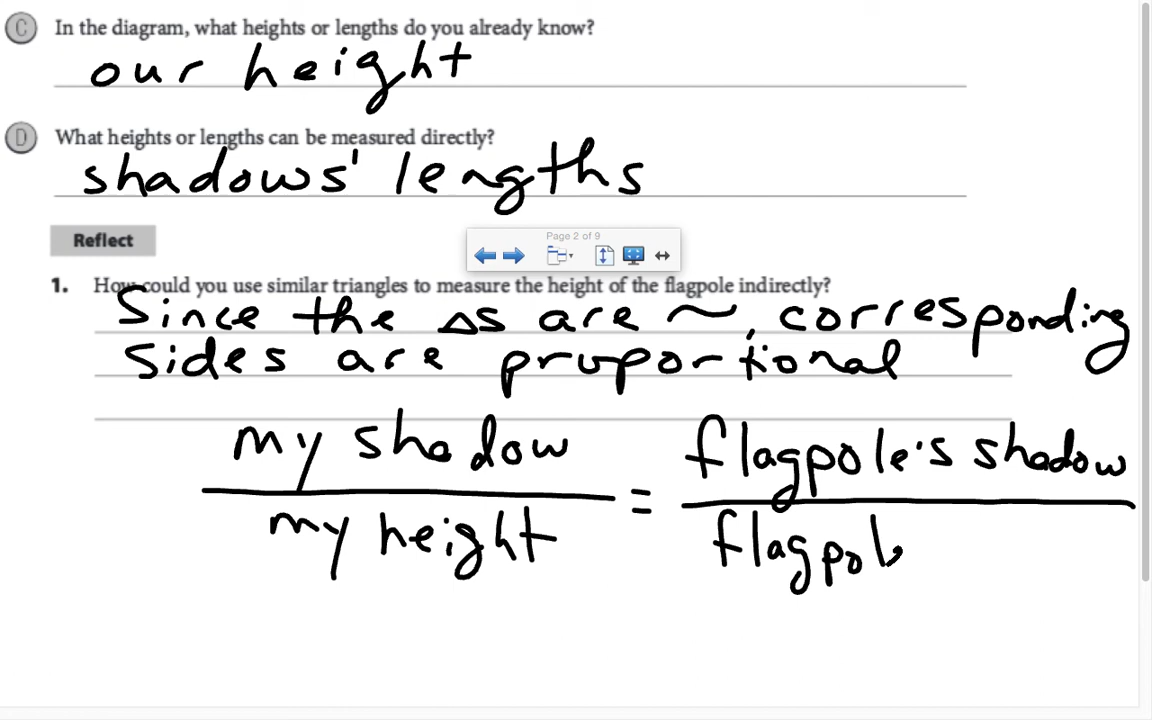 C In the diagram, what heights or lengths do you already know?
our height
D What heights or lengths can be measured directly?
shadows' lengths
Reflect
Page 2 of 9
1. How could you use similar triangles to measure the height of the flagpole indirectly?
Since the Δs are ~, corresponding
sides are proportional
my shadow / my height = flagpole's shadow / flagpol